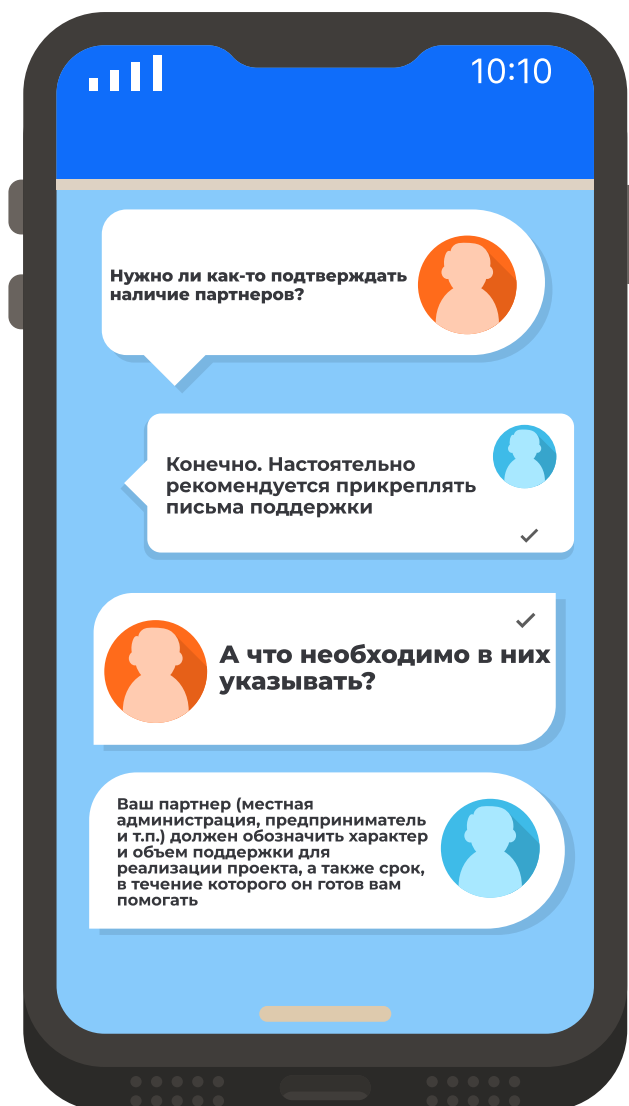 10:10
Нужно ли как-то подтверждать
наличие партнеров?
Конечно. Настоятельно
рекомендуется прикреплять
письма поддержки
А что необходимо в них
указывать?
Ваш партнер (местная
администрация, предприниматель
и т.п.) должен обозначить характер
и объем поддержки для
реализации проекта, а также срок,
в течение которого он готов вам
помогать